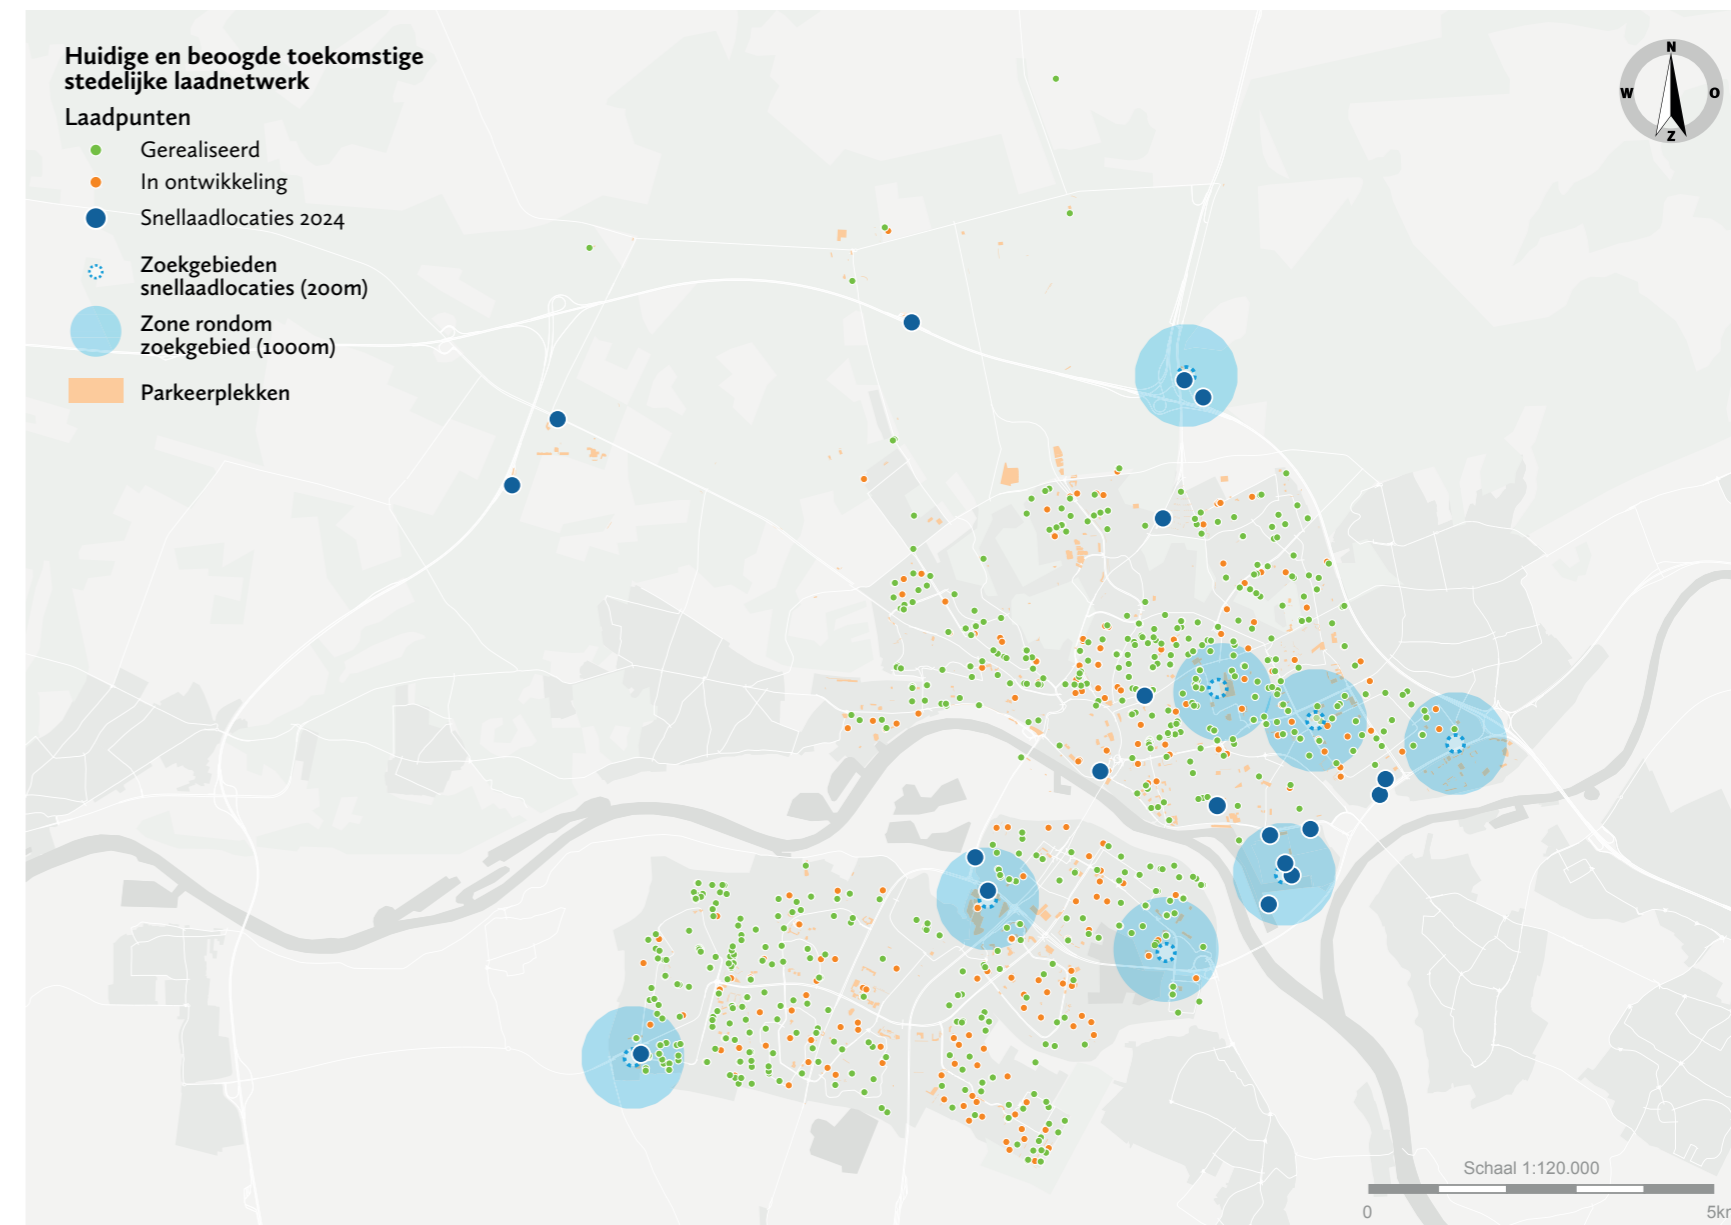 Huidige en beoogde toekomstige
stedelijke laadnetwerk
Laadpunten
Gerealiseerd
In ontwikkeling
Snellaadlocaties 2024
Zoekgebieden
snellaadlocaties (200m)
Zone rondom
zoekgebied (1000m)
Parkeerplekken
N
W O
Z
Schaal 1:120.000
0 5km